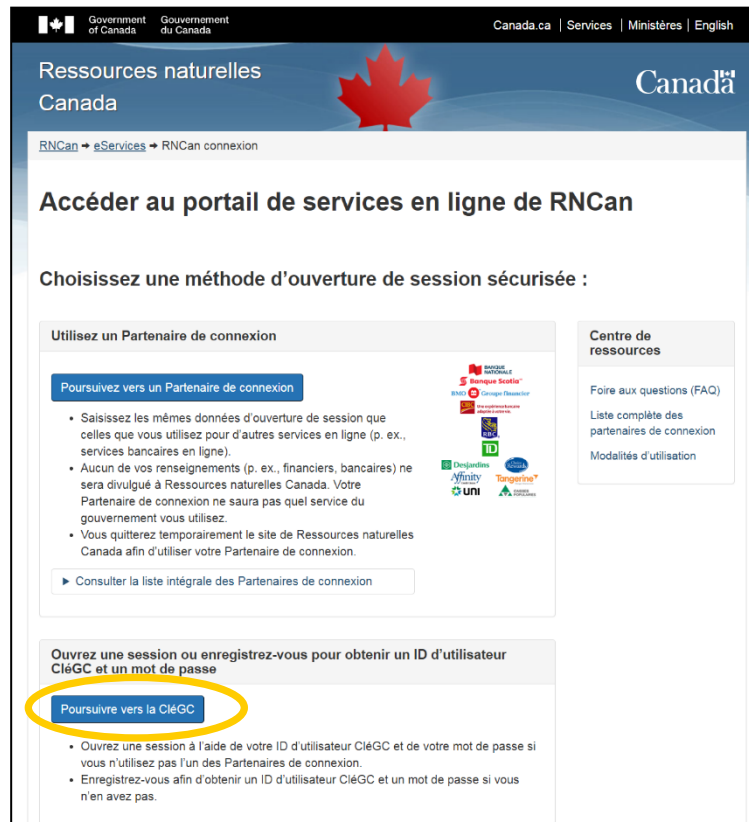 Government of Canada
Gouvernement du Canada
Canada.ca | Services | Ministères | English
Ressources naturelles
Canada
Canada
RNCan → eServices → RNCan connexion
Accéder au portail de services en ligne de RNCan
Choisissez une méthode d'ouverture de session sécurisée :
Utilisez un Partenaire de connexion
Poursuivez vers un Partenaire de connexion
• Saisissez les mêmes données d'ouverture de session que
celles que vous utilisez pour d'autres services en ligne (p. ex.,
services bancaires en ligne).
• Aucun de vos renseignements (p. ex., financiers, bancaires) ne
sera divulgué à Ressources naturelles Canada. Votre
Partenaire de connexion ne saura pas quel service du
gouvernement vous utilisez.
• Vous quitterez temporairement le site de Ressources naturelles
Canada afin d'utiliser votre Partenaire de connexion.
BANQUE
NATIONALE
Banque Scotia
BMO Groupe financier
CIBC
RBC
TD
Desjardins
Affinity
Tangerine
UNI
► Consulter la liste intégrale des Partenaires de connexion
Centre de
ressources
Foire aux questions (FAQ)
Liste complète des
partenaires de connexion
Modalités d'utilisation
Ouvrez une session ou enregistrez-vous pour obtenir un ID d'utilisateur
CléGC et un mot de passe
Poursuivre vers la CléGC
• Ouvrez une session à l'aide de votre ID d'utilisateur CléGC et de votre mot de passe si
vous n'utilisez pas l'un des Partenaires de connexion.
• Enregistrez-vous afin d'obtenir un ID d'utilisateur CléGC et un mot de passe si vous
n'en avez pas.